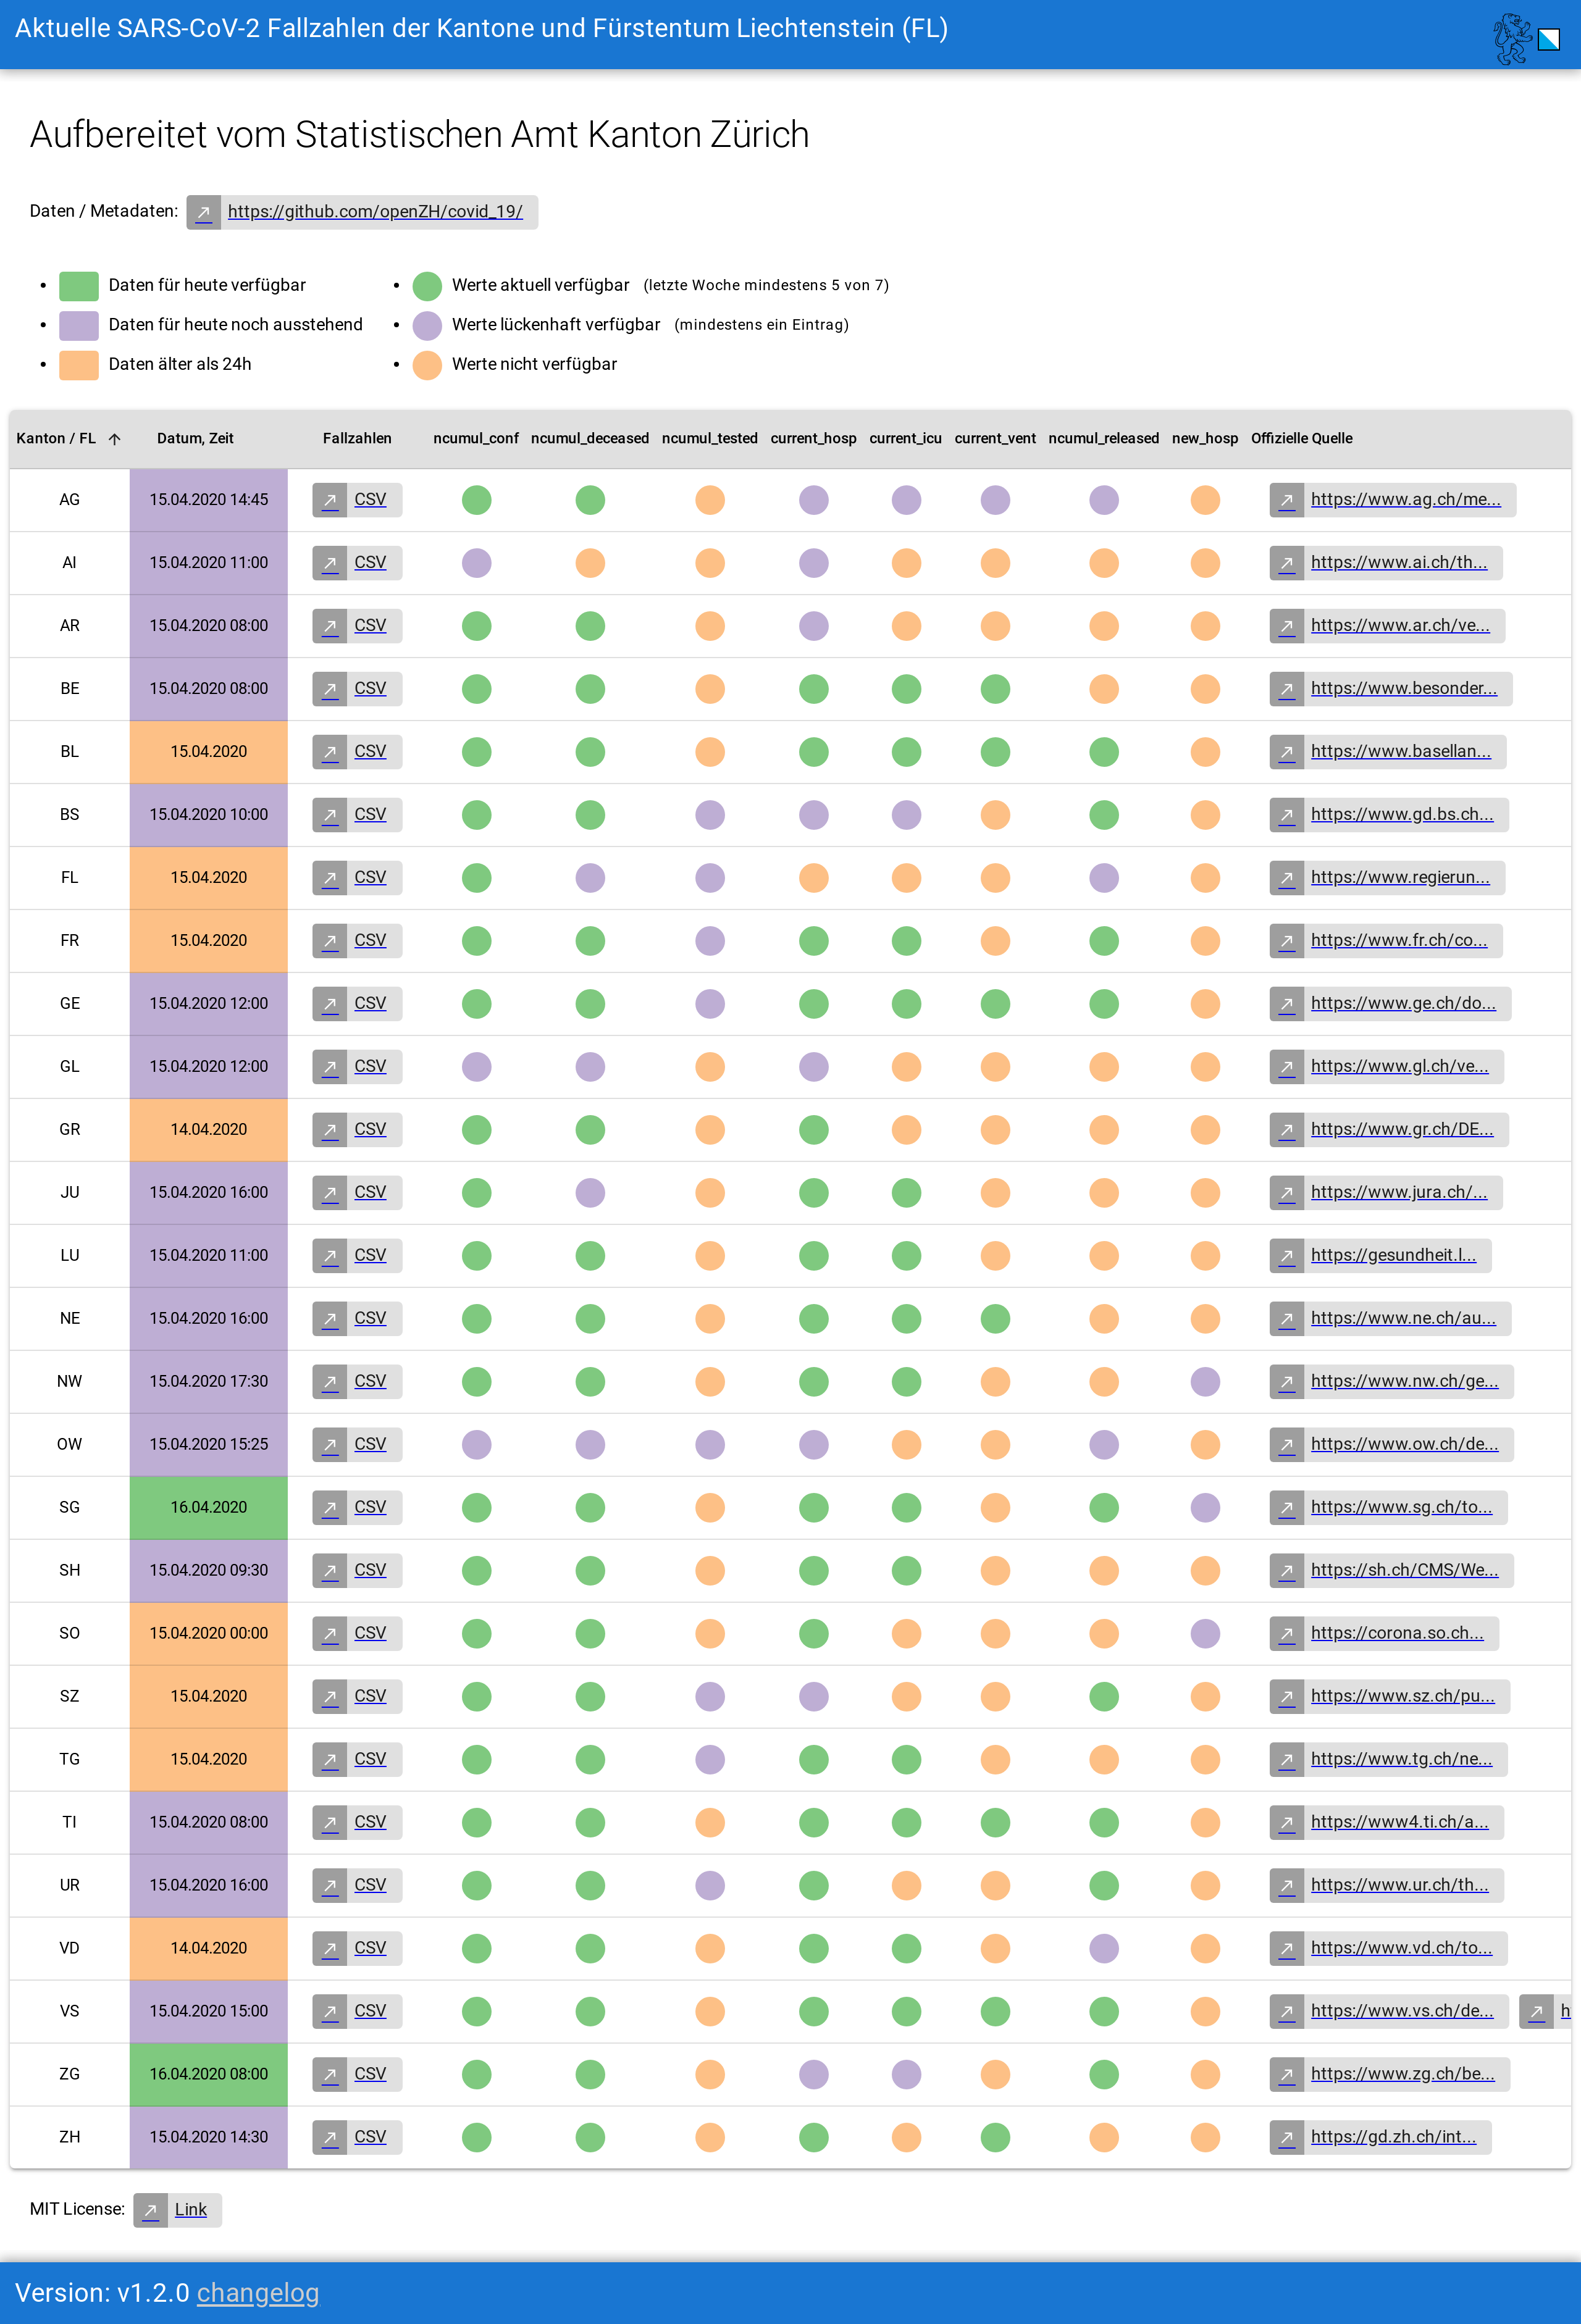 Aktuelle SARS-CoV-2 Fallzahlen der Kantone und Fürstentum Liechtenstein (FL)
Aufbereitet vom Statistischen Amt Kanton Zürich
Daten / Metadaten: https://github.com/openZH/covid_19/
Daten für heute verfügbar
Daten für heute noch ausstehend
Daten älter als 24h
Werte aktuell verfügbar (letzte Woche mindestens 5 von 7)
Werte lückenhaft verfügbar (mindestens ein Eintrag)
Werte nicht verfügbar
Kanton / FL Datum, Zeit Fallzahlen ncumul_conf ncumul_deceased ncumul_tested current_hosp current_icu current_vent ncumul_released new_hosp Offizielle Quelle
AG 15.04.2020 14:45 CSV https://www.ag.ch/me...
AI 15.04.2020 11:00 CSV https://www.ai.ch/th...
AR 15.04.2020 08:00 CSV https://www.ar.ch/ve...
BE 15.04.2020 08:00 CSV https://www.besonder...
BL 15.04.2020 CSV https://www.basellan...
BS 15.04.2020 10:00 CSV https://www.gd.bs.ch...
FL 15.04.2020 CSV https://www.regierun...
FR 15.04.2020 CSV https://www.fr.ch/co...
GE 15.04.2020 12:00 CSV https://www.ge.ch/do...
GL 15.04.2020 12:00 CSV https://www.gl.ch/ve...
GR 14.04.2020 CSV https://www.gr.ch/DE...
JU 15.04.2020 16:00 CSV https://www.jura.ch/...
LU 15.04.2020 11:00 CSV https://gesundheit.l...
NE 15.04.2020 16:00 CSV https://www.ne.ch/au...
NW 15.04.2020 17:30 CSV https://www.nw.ch/ge...
OW 15.04.2020 15:25 CSV https://www.ow.ch/de...
SG 16.04.2020 CSV https://www.sg.ch/to...
SH 15.04.2020 09:30 CSV https://sh.ch/CMS/We...
SO 15.04.2020 00:00 CSV https://corona.so.ch...
SZ 15.04.2020 CSV https://www.sz.ch/pu...
TG 15.04.2020 CSV https://www.tg.ch/ne...
TI 15.04.2020 08:00 CSV https://www4.ti.ch/a...
UR 15.04.2020 16:00 CSV https://www.ur.ch/th...
VD 14.04.2020 CSV https://www.vd.ch/to...
VS 15.04.2020 15:00 CSV https://www.vs.ch/de... h
ZG 16.04.2020 08:00 CSV https://www.zg.ch/be...
ZH 15.04.2020 14:30 CSV https://gd.zh.ch/int...
MIT License: Link
Version: v1.2.0 changelog